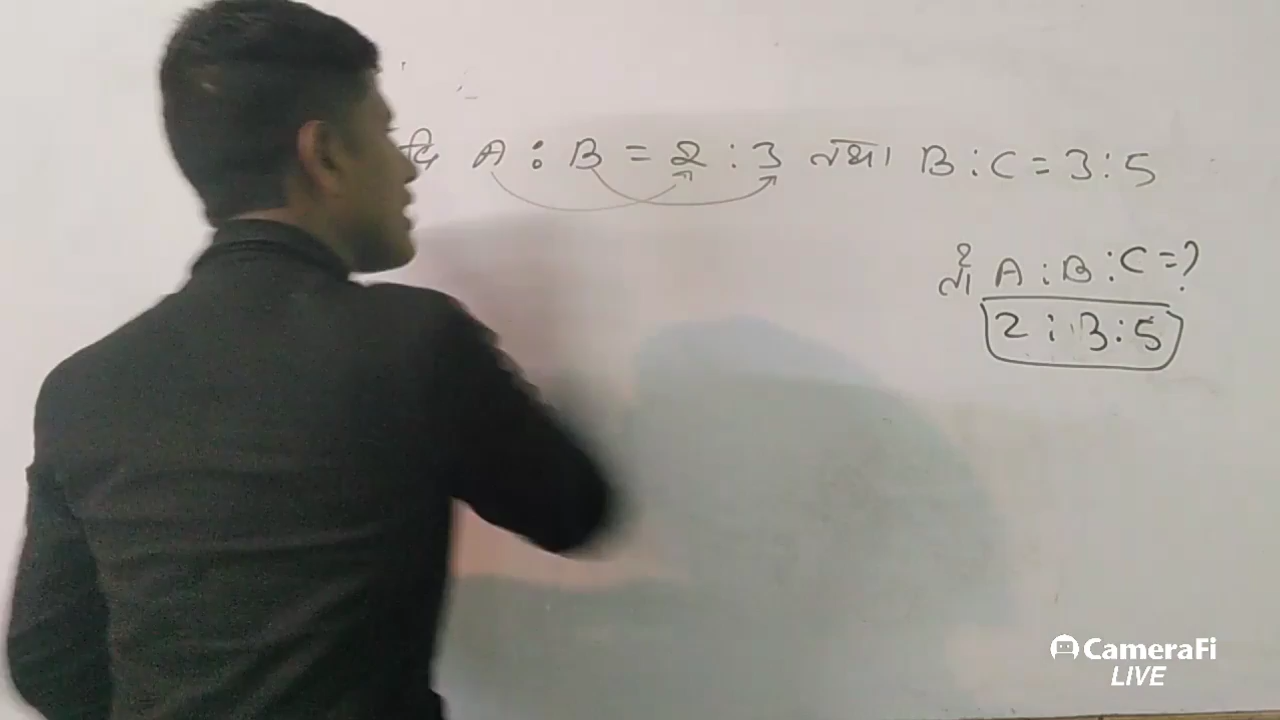 A : B = 2 : 3 तथा B : C = 3 : 5
तो A : B : C = ?
2 : 3 : 5
CameraFi
LIVE